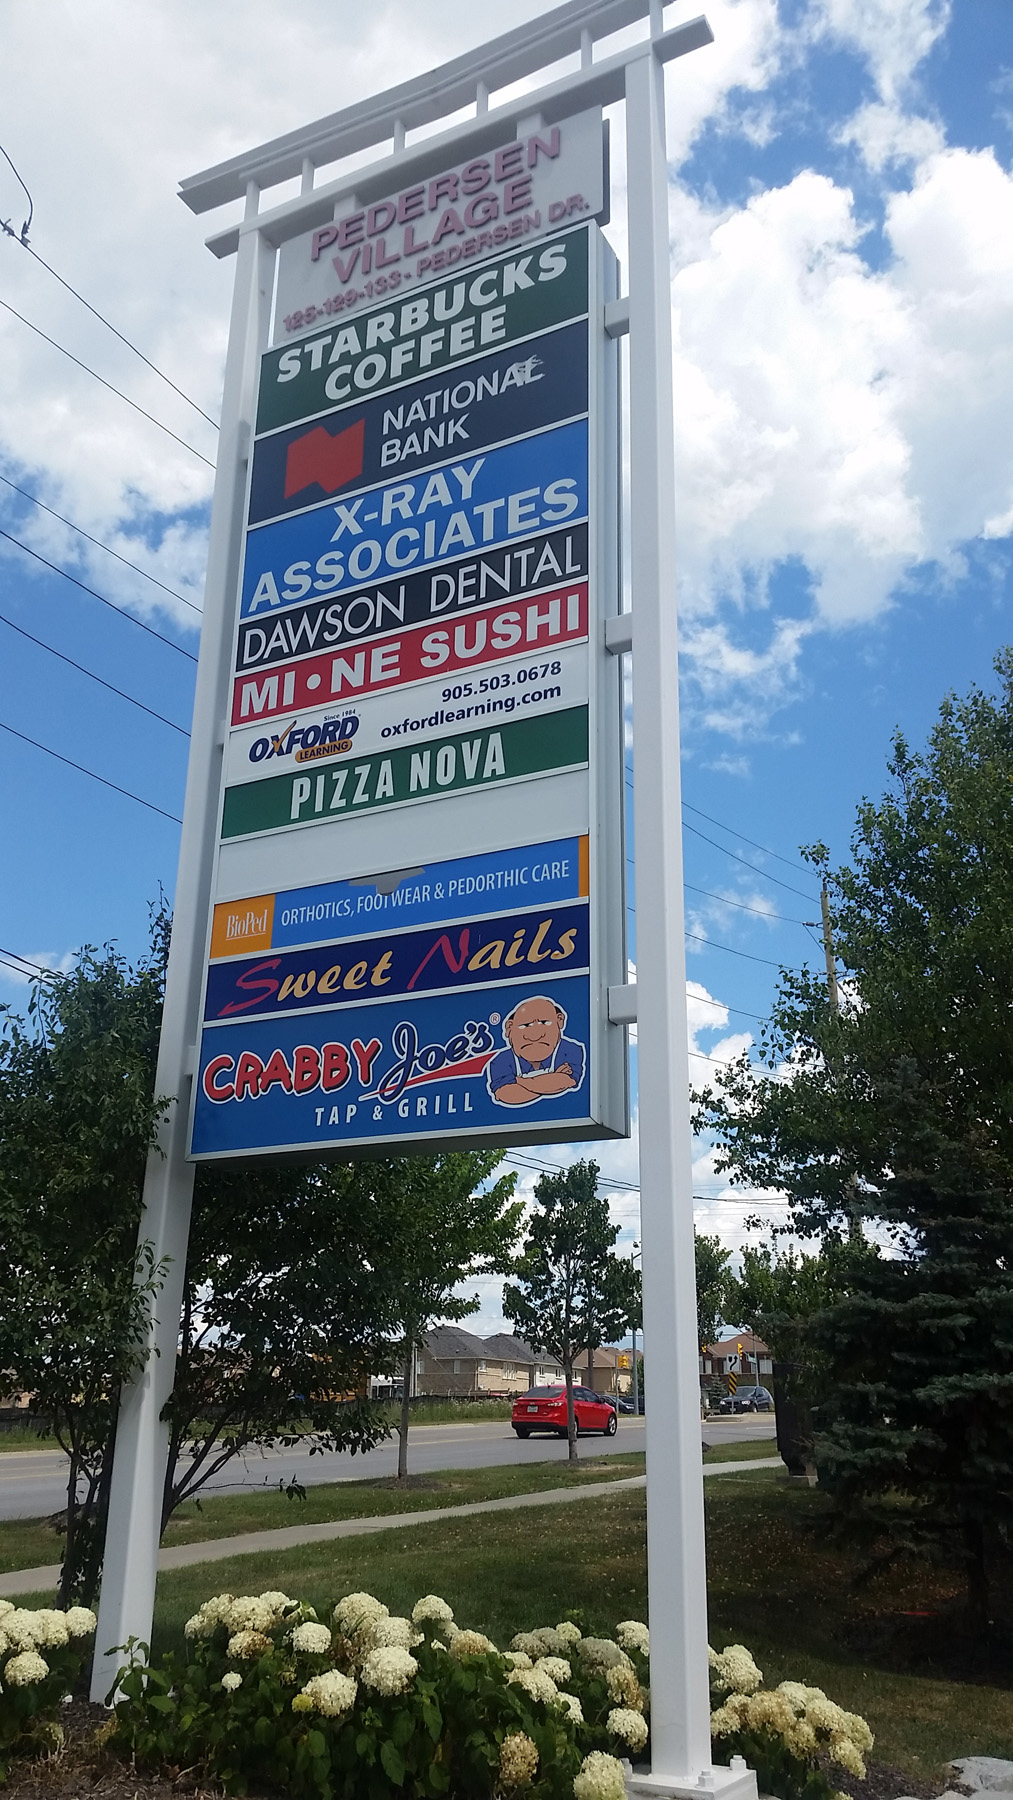 PEDERSEN
VILLAGE
125-129-133 • PEDERSEN DR.
STARBUCKS
COFFEE
NATIONAL
BANK
X-RAY
ASSOCIATES
DAWSON DENTAL
MI • NE SUSHI
Since 1984
OXFORD
LEARNING
905.503.0678
oxfordlearning.com
PIZZA NOVA
BioPed
ORTHOTICS, FOOTWEAR & PEDORTHIC CARE
Sweet Nails
CRABBY Joe's®
TAP & GRILL